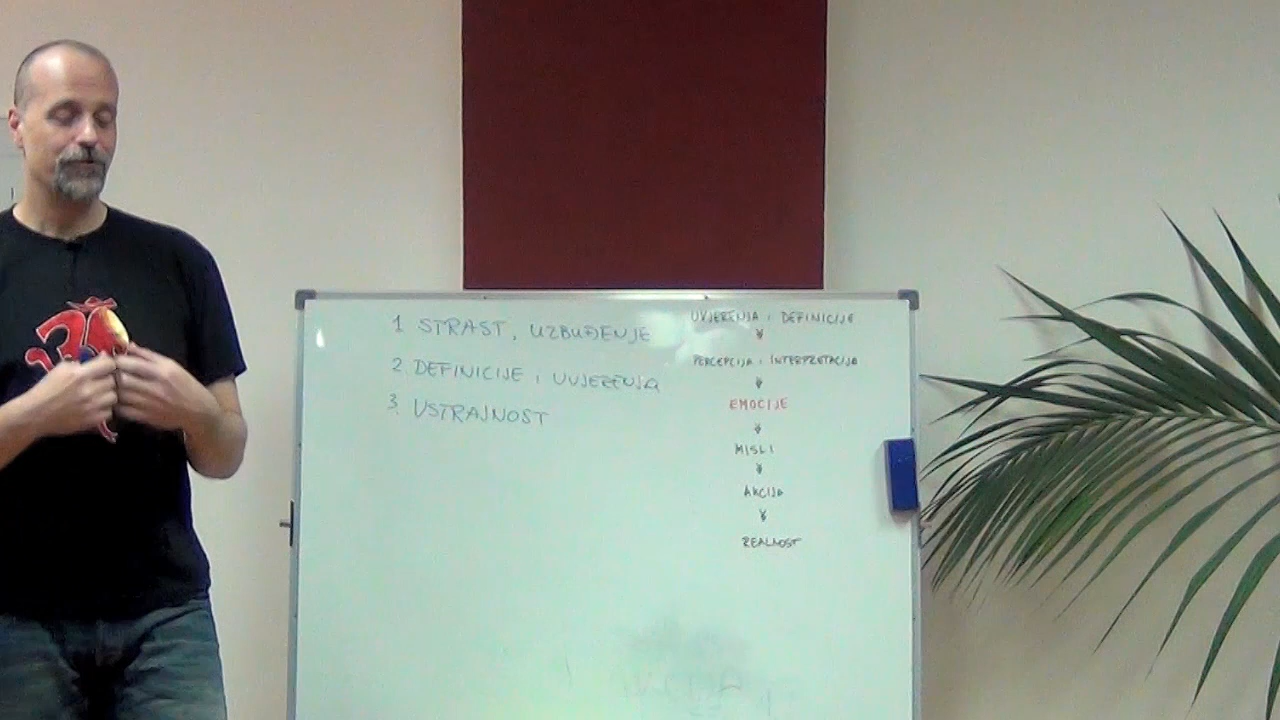 1 STRAST, UZBUĐENJE
2. DEFINICIJE i UVJERENJA
3. USTRAJNOST
UVJERENJA i DEFINICIJE
PERCEPCIJA i INTERPRETACIJA
EMOCIJE
MISLI
AKCIJA
REALNOST